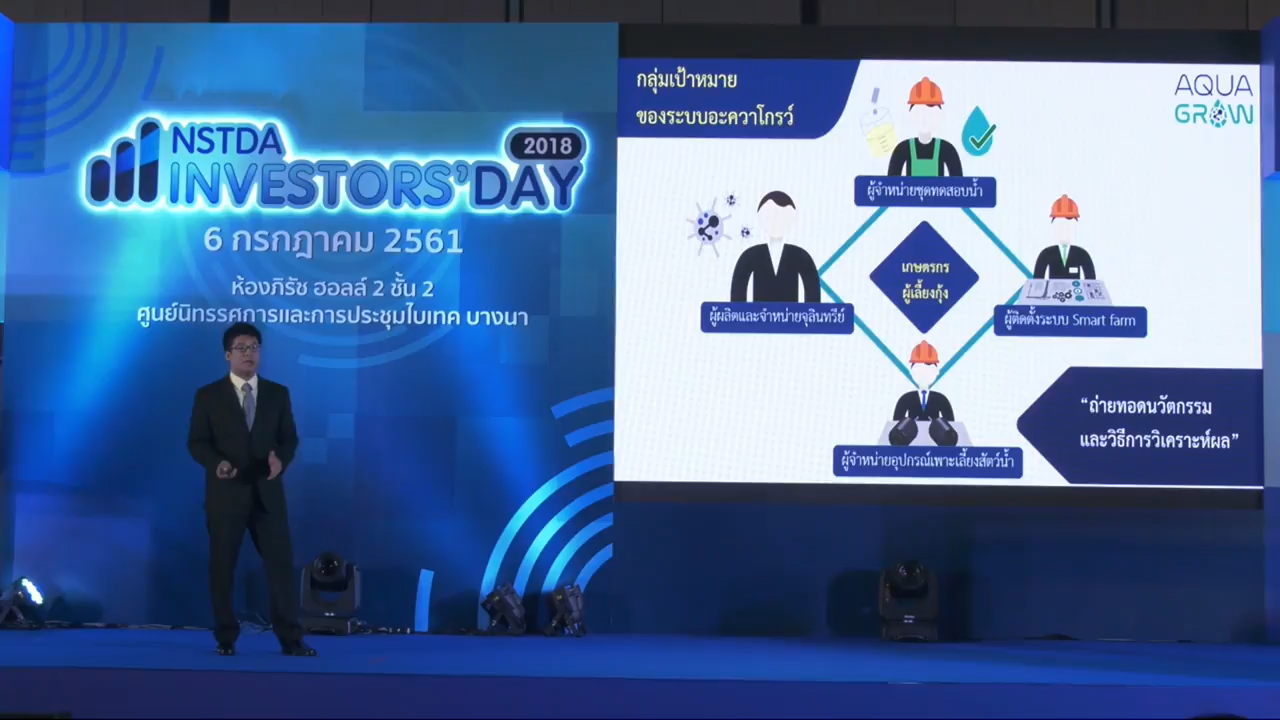 NSTDA
2018
INVESTORS'DAY
6 กรกฎาคม 2561
ห้องภิรัช ฮอลล์ 2 ชั้น 2
ศูนย์นิทรรศการและการประชุมไบเทค บางนา
กลุ่มเป้าหมาย
ของระบบอะควาโกรว์
AQUA
GROW
ผู้จำหน่ายชุดทดสอบน้ำ
เกษตรกร
ผู้เลี้ยงกุ้ง
ผู้ผลิตและจำหน่ายจุลินทรีย์
ผู้ติดตั้งระบบ Smart farm
ผู้จำหน่ายอุปกรณ์เพาะเลี้ยงสัตว์น้ำ
“ถ่ายทอดนวัตกรรม
และวิธีการวิเคราะห์ผล”